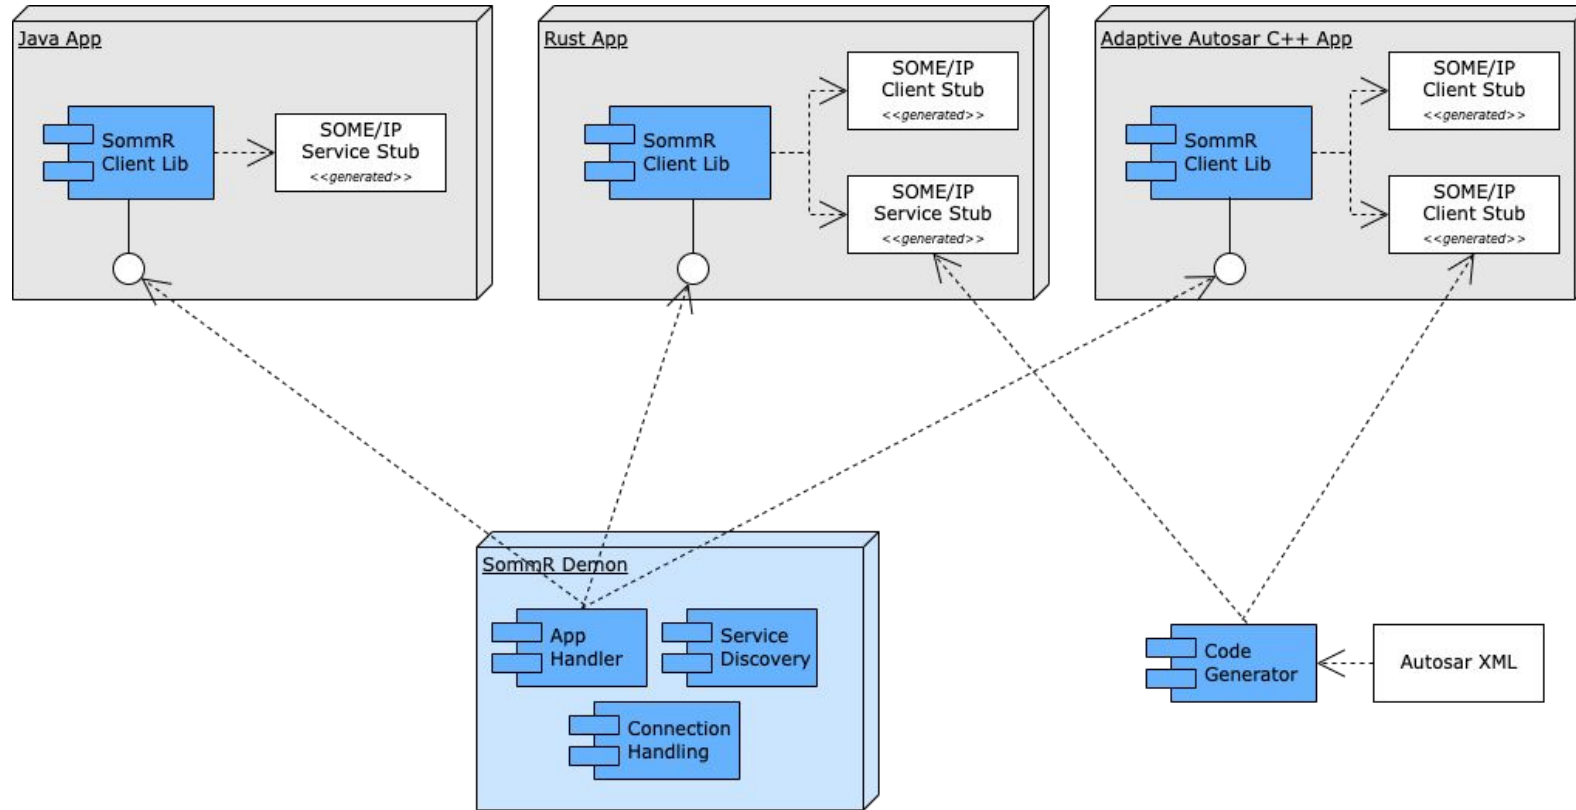 Java App
SommR
Client Lib
SOME/IP
Service Stub
<<generated>>
Rust App
SommR
Client Lib
SOME/IP
Client Stub
<<generated>>
SOME/IP
Service Stub
<<generated>>
Adaptive Autosar C++ App
SommR
Client Lib
SOME/IP
Client Stub
<<generated>>
SOME/IP
Client Stub
<<generated>>
SommR Demon
App
Handler
Service
Discovery
Connection
Handling
Code
Generator
Autosar XML